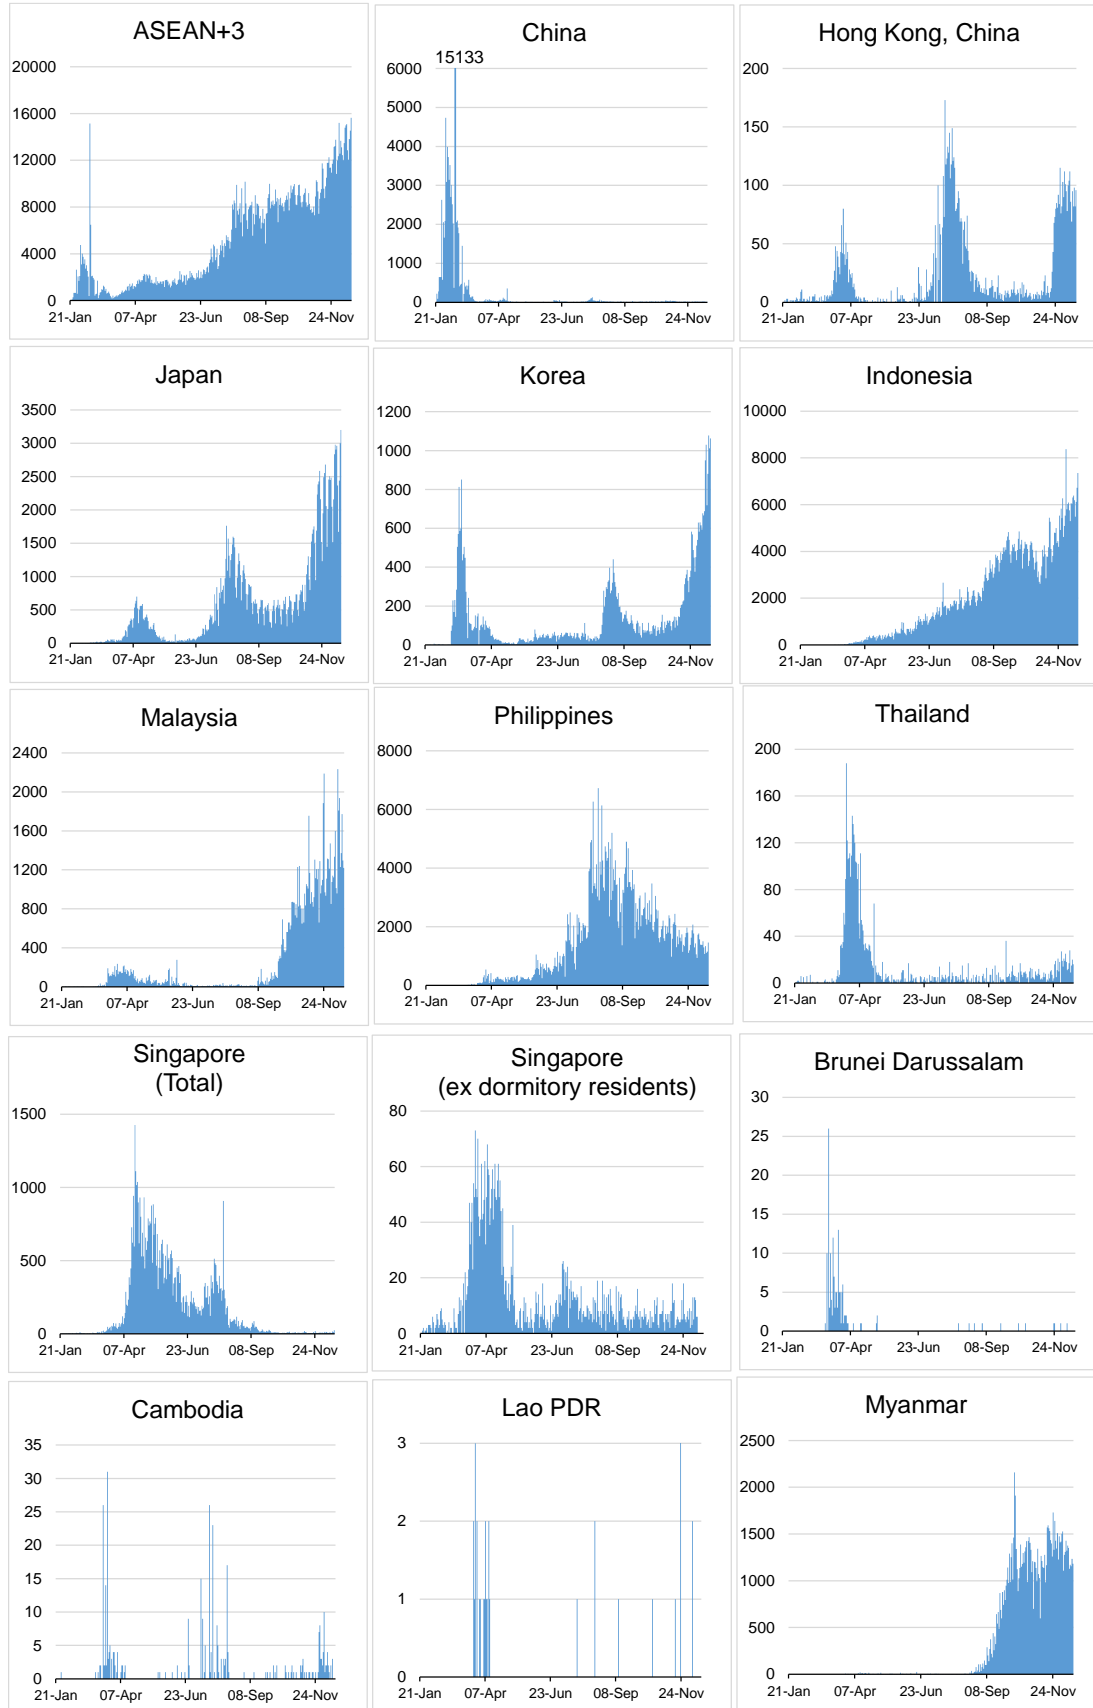 ASEAN+3
20000
16000
12000
8000
4000
0
21-Jan 07-Apr 23-Jun 08-Sep 24-Nov
China
15133
6000
5000
4000
3000
2000
1000
0
21-Jan 07-Apr 23-Jun 08-Sep 24-Nov
Hong Kong, China
200
150
100
50
0
21-Jan 07-Apr 23-Jun 08-Sep 24-Nov
Japan
3500
3000
2500
2000
1500
1000
500
0
21-Jan 07-Apr 23-Jun 08-Sep 24-Nov
Korea
1200
1000
800
600
400
200
0
21-Jan 07-Apr 23-Jun 08-Sep 24-Nov
Indonesia
10000
8000
6000
4000
2000
0
21-Jan 07-Apr 23-Jun 08-Sep 24-Nov
Malaysia
2400
2000
1600
1200
800
400
0
21-Jan 07-Apr 23-Jun 08-Sep 24-Nov
Philippines
8000
6000
4000
2000
0
21-Jan 07-Apr 23-Jun 08-Sep 24-Nov
Thailand
200
160
120
80
40
0
21-Jan 07-Apr 23-Jun 08-Sep 24-Nov
Singapore
(Total)
1500
1000
500
0
21-Jan 07-Apr 23-Jun 08-Sep 24-Nov
Singapore
(ex dormitory residents)
80
60
40
20
0
21-Jan 07-Apr 23-Jun 08-Sep 24-Nov
Brunei Darussalam
30
25
20
15
10
5
0
21-Jan 07-Apr 23-Jun 08-Sep 24-Nov
Cambodia
35
30
25
20
15
10
5
0
21-Jan 07-Apr 23-Jun 08-Sep 24-Nov
Lao PDR
3
2
2
1
1
0
21-Jan 07-Apr 23-Jun 08-Sep 24-Nov
Myanmar
2500
2000
1500
1000
500
0
21-Jan 07-Apr 23-Jun 08-Sep 24-Nov